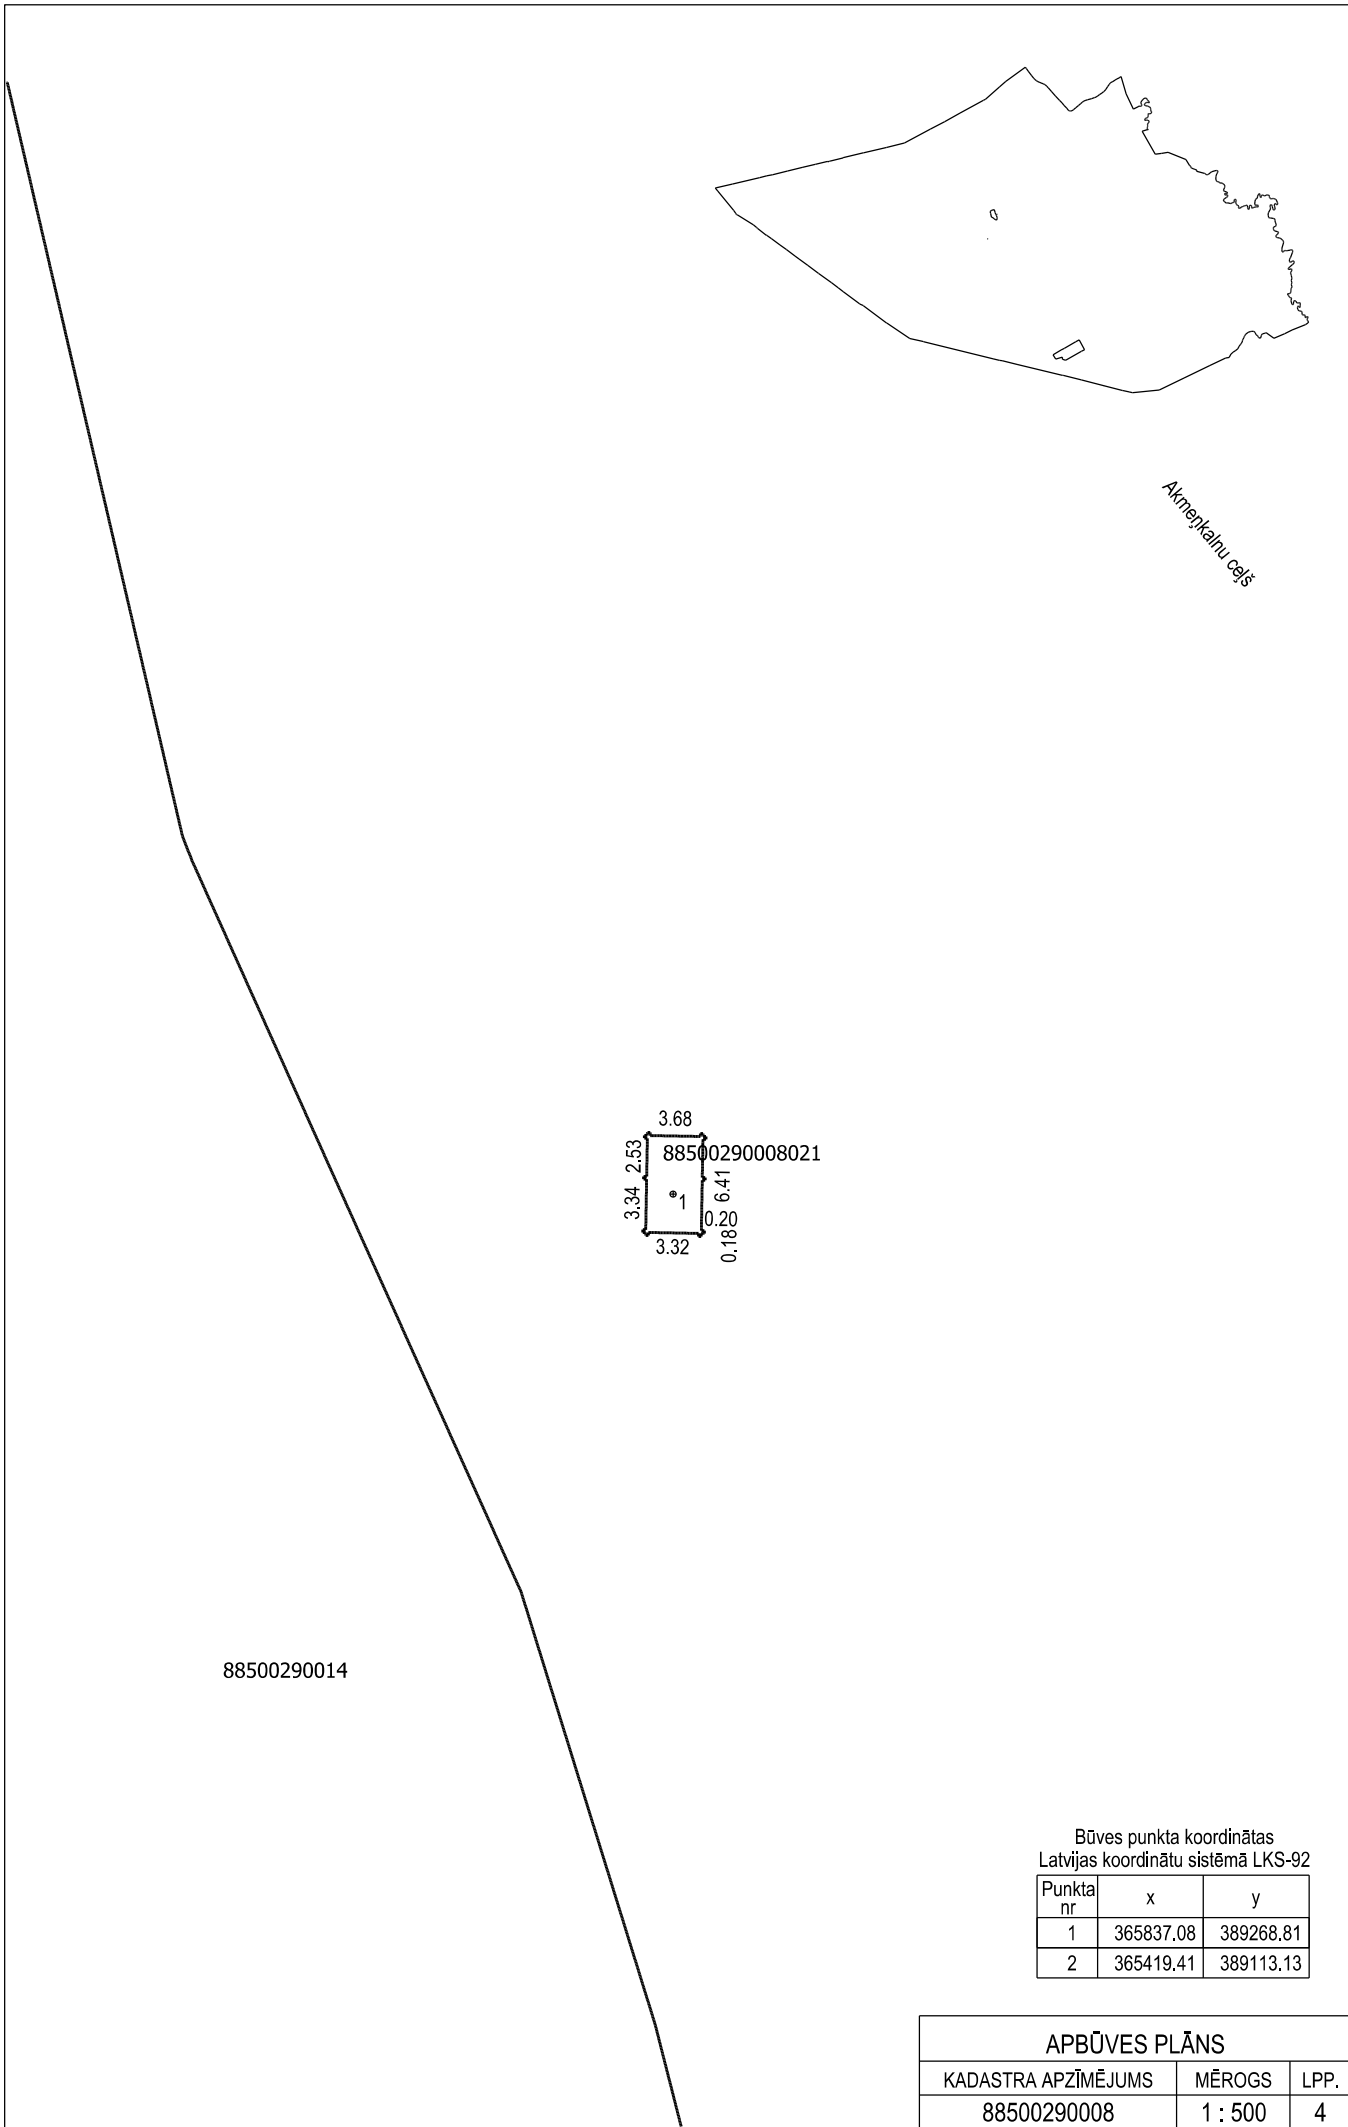 Akmeņkalnu ceļš
3.68
2.53
88500290008021
3.34
6.41
1
0.20
3.32
0.18
88500290014
Būves punkta koordinātas
Latvijas koordinātu sistēmā LKS-92
Punkta nr x y
1 365837.08 389268.81
2 365419.41 389113.13
APBŪVES PLĀNS
KADASTRA APZĪMĒJUMS MĒROGS LPP.
88500290008 1 : 500 4